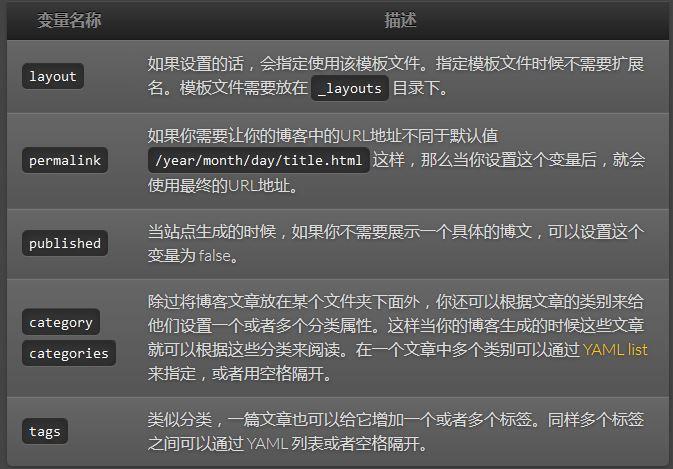 变量名称 描述
layout
如果设置的话，会指定使用该模板文件。指定模板文件时候不需要扩展
名。模板文件需要放在 _layouts 目录下。
permalink
如果你需要让你的博客中的URL地址不同于默认值
/year/month/day/title.html 这样，那么当你设置这个变量后，就会
使用最终的URL地址。
published
当站点生成的时候，如果你不需要展示一个具体的博文，可以设置这个
变量为 false。
category
categories
除过将博客文章放在某个文件夹下面外，你还可以根据文章的类别来给
他们设置一个或者多个分类属性。这样当你的博客生成的时候这些文章
就可以根据这些分类来阅读。在一个文章中多个类别可以通过 YAML list
来指定，或者用空格隔开。
tags
类似分类，一篇文章也可以给它增加一个或者多个标签。同样多个标签
之间可以通过 YAML 列表或者空格隔开。